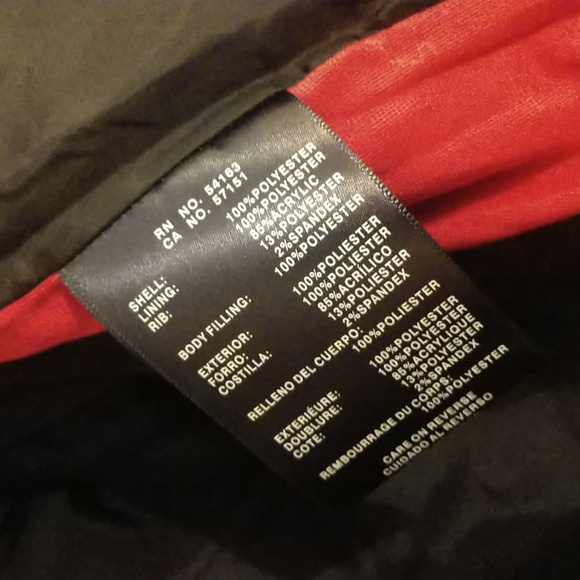 RN NO. 54163
CA NO. 57151
SHELL: 100%POLYESTER
LINING: 100%POLYESTER
RIB: 85%ACRYLIC
13%POLYESTER
2%SPANDEX
BODY FILLING: 100%POLYESTER
EXTERIOR: 100%POLIESTER
FORRO: 100%POLIESTER
COSTILLA: 85%ACRILICO
13%POLIESTER
2%SPANDEX
RELLENO DEL CUERPO: 100%POLIESTER
EXTERIEURE: 100%POLYESTER
DOUBLURE: 100%POLYESTER
COTE: 85%ACRYLIQUE
13%POLYESTER
2%SPANDEX
REMBOURRAGE DU CORPS: 100%POLYESTER
CARE ON REVERSE
CUIDADO AL REVERSO